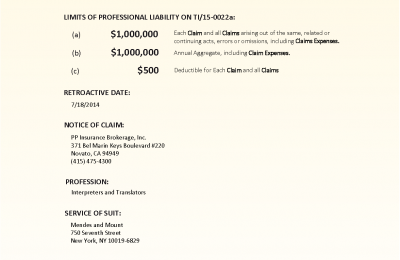 LIMITS OF PROFESSIONAL LIABILITY ON TI/15-0022a:
(a) $1,000,000 Each Claim and all Claims arising out of the same, related or
continuing acts, errors or omissions, including Claims Expenses.
(b) $1,000,000 Annual Aggregate, including Claim Expenses.
(c) $500 Deductible for Each Claim and all Claims
RETROACTIVE DATE:
7/18/2014
NOTICE OF CLAIM:
PP Insurance Brokerage, Inc.
371 Bel Marin Keys Boulevard #220
Novato, CA 94949
(415) 475-4300
PROFESSION:
Interpreters and Translators
SERVICE OF SUIT:
Mendes and Mount
750 Seventh Street
New York, NY 10019-6829